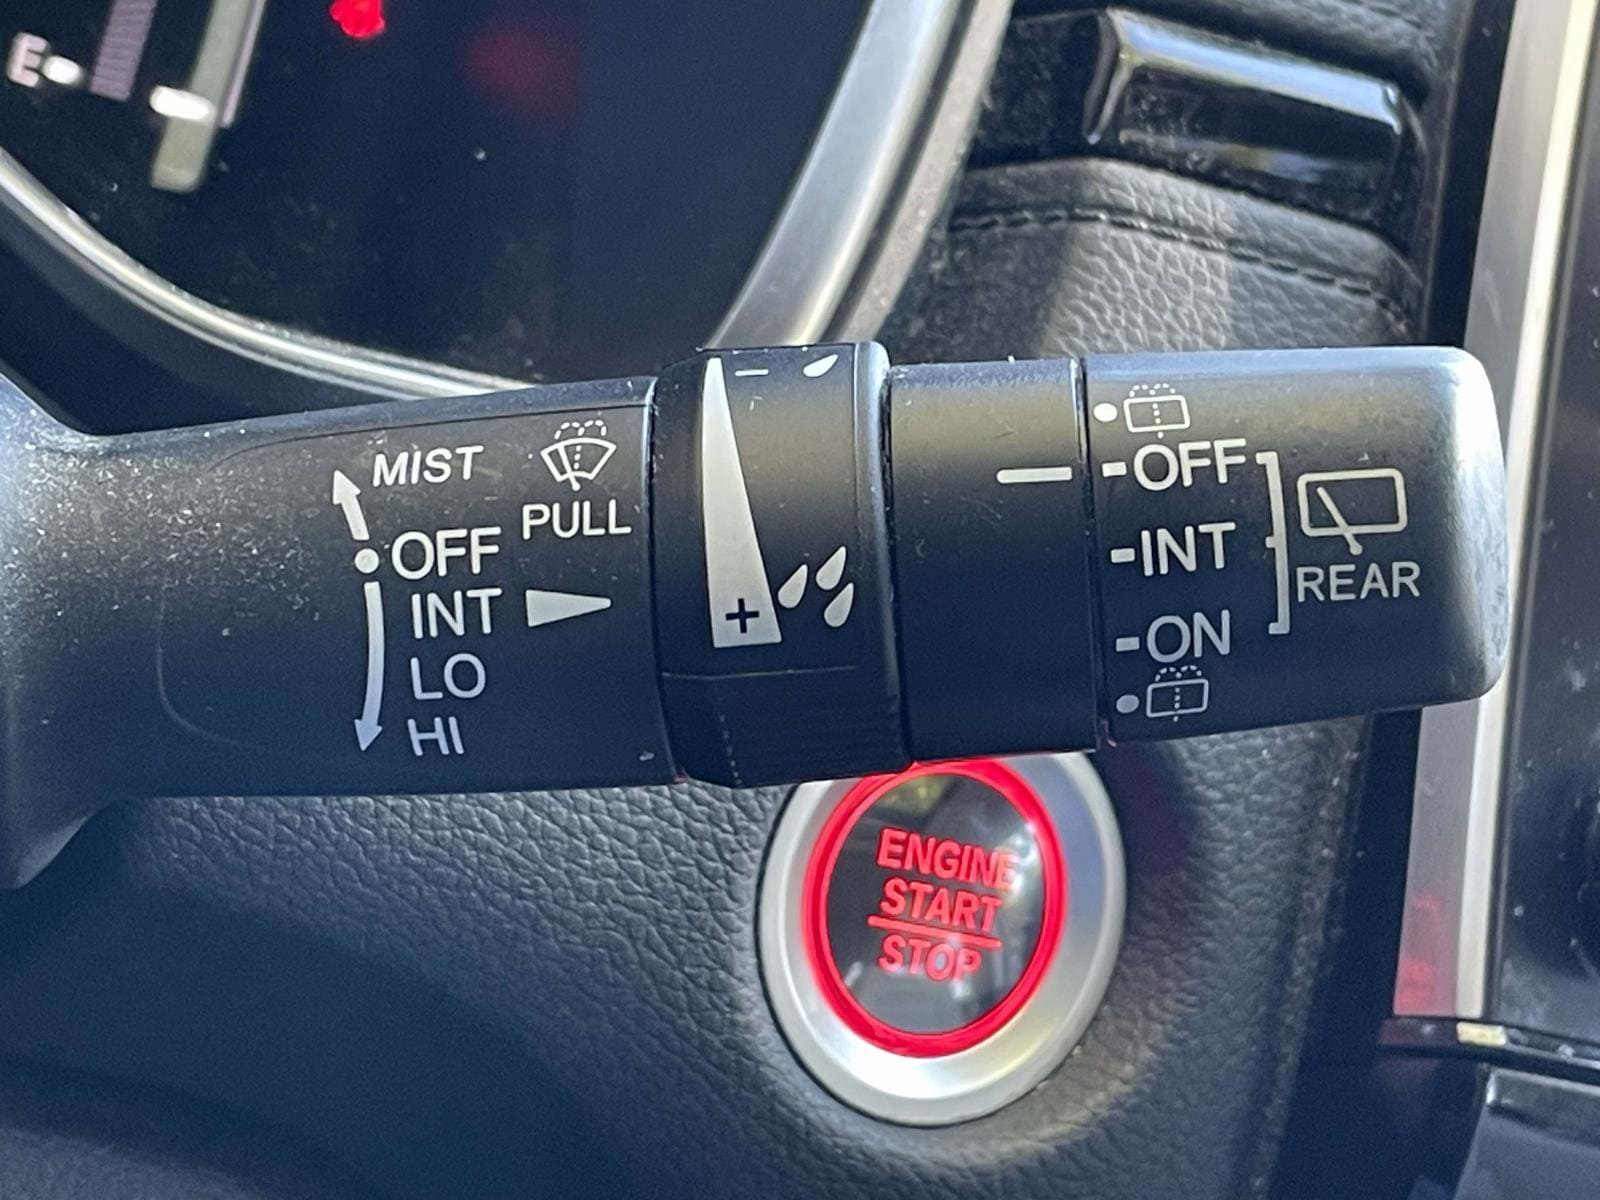 E
MIST
OFF
INT
LO
HI
PULL
-
+
OFF
INT
ON
REAR
ENGINE
START
STOP